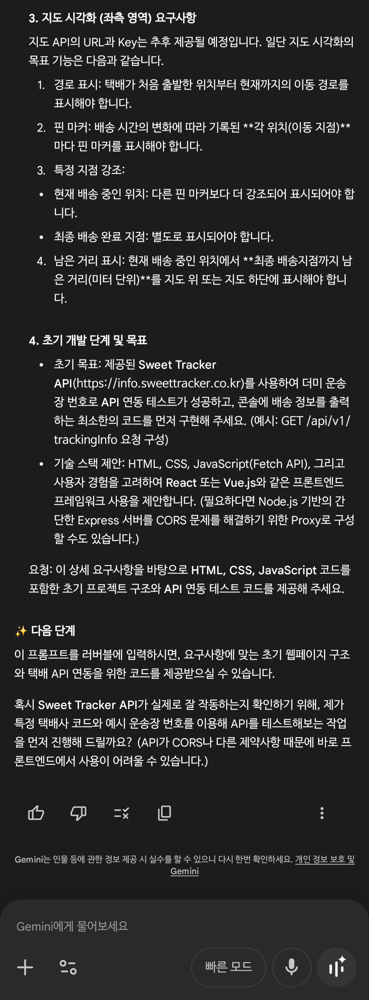 3. 지도 시각화 (좌측 영역) 요구사항
지도 API의 URL과 Key는 추후 제공될 예정입니다. 일단 지도 시각화의
목표 기능은 다음과 같습니다.
1. 경로 표시: 택배가 처음 출발한 위치부터 현재까지의 이동 경로를
표시해야 합니다.
2. 핀 마커: 배송 시간의 변화에 따라 기록된 **각 위치(이동 지점)**
마다 핀 마커를 표시해야 합니다.
3. 특정 지점 강조:
• 현재 배송 중인 위치: 다른 핀 마커보다 더 강조되어 표시되어야 합
니다.
• 최종 배송 완료 지점: 별도로 표시되어야 합니다.
4. 남은 거리 표시: 현재 배송 중인 위치에서 **최종 배송지점까지 남
은 거리(미터 단위)**를 지도 위 또는 지도 하단에 표시해야 합니
다.
4. 초기 개발 단계 및 목표
• 초기 목표: 제공된 Sweet Tracker
API(https://info.sweettracker.co.kr)를 사용하여 더미 운송
장 번호로 API 연동 테스트가 성공하고, 콘솔에 배송 정보를 출력
하는 최소한의 코드를 먼저 구현해 주세요. (예시: GET /api/v1/
trackingInfo 요청 구성)
• 기술 스택 제안: HTML, CSS, JavaScript(Fetch API), 그리고
사용자 경험을 고려하여 React 또는 Vue.js와 같은 프론트엔드
프레임워크 사용을 제안합니다. (필요하다면 Node.js 기반의 간
단한 Express 서버를 CORS 문제를 해결하기 위한 Proxy로 구성
할 수도 있습니다.)
요청: 이 상세 요구사항을 바탕으로 HTML, CSS, JavaScript 코드를
포함한 초기 프로젝트 구조와 API 연동 테스트 코드를 제공해 주세요.
✨ 다음 단계
이 프롬프트를 러버블에 입력하시면, 요구사항에 맞는 초기 웹페이지 구조
와 택배 API 연동을 위한 코드를 제공받으실 수 있습니다.
혹시 Sweet Tracker API가 실제로 잘 작동하는지 확인하기 위해, 제가
특정 택배사 코드와 예시 운송장 번호를 이용해 API를 테스트해보는 작업
을 먼저 진행해 드릴까요? (API가 CORS나 다른 제약사항 때문에 바로 프
론트엔드에서 사용이 어려울 수 있습니다.)
Gemini는 인물 등에 관한 정보 제공 시 실수를 할 수 있으니 다시 한번 확인하세요. 개인 정보 보호 및
Gemini
Gemini에게 물어보세요
빠른 모드